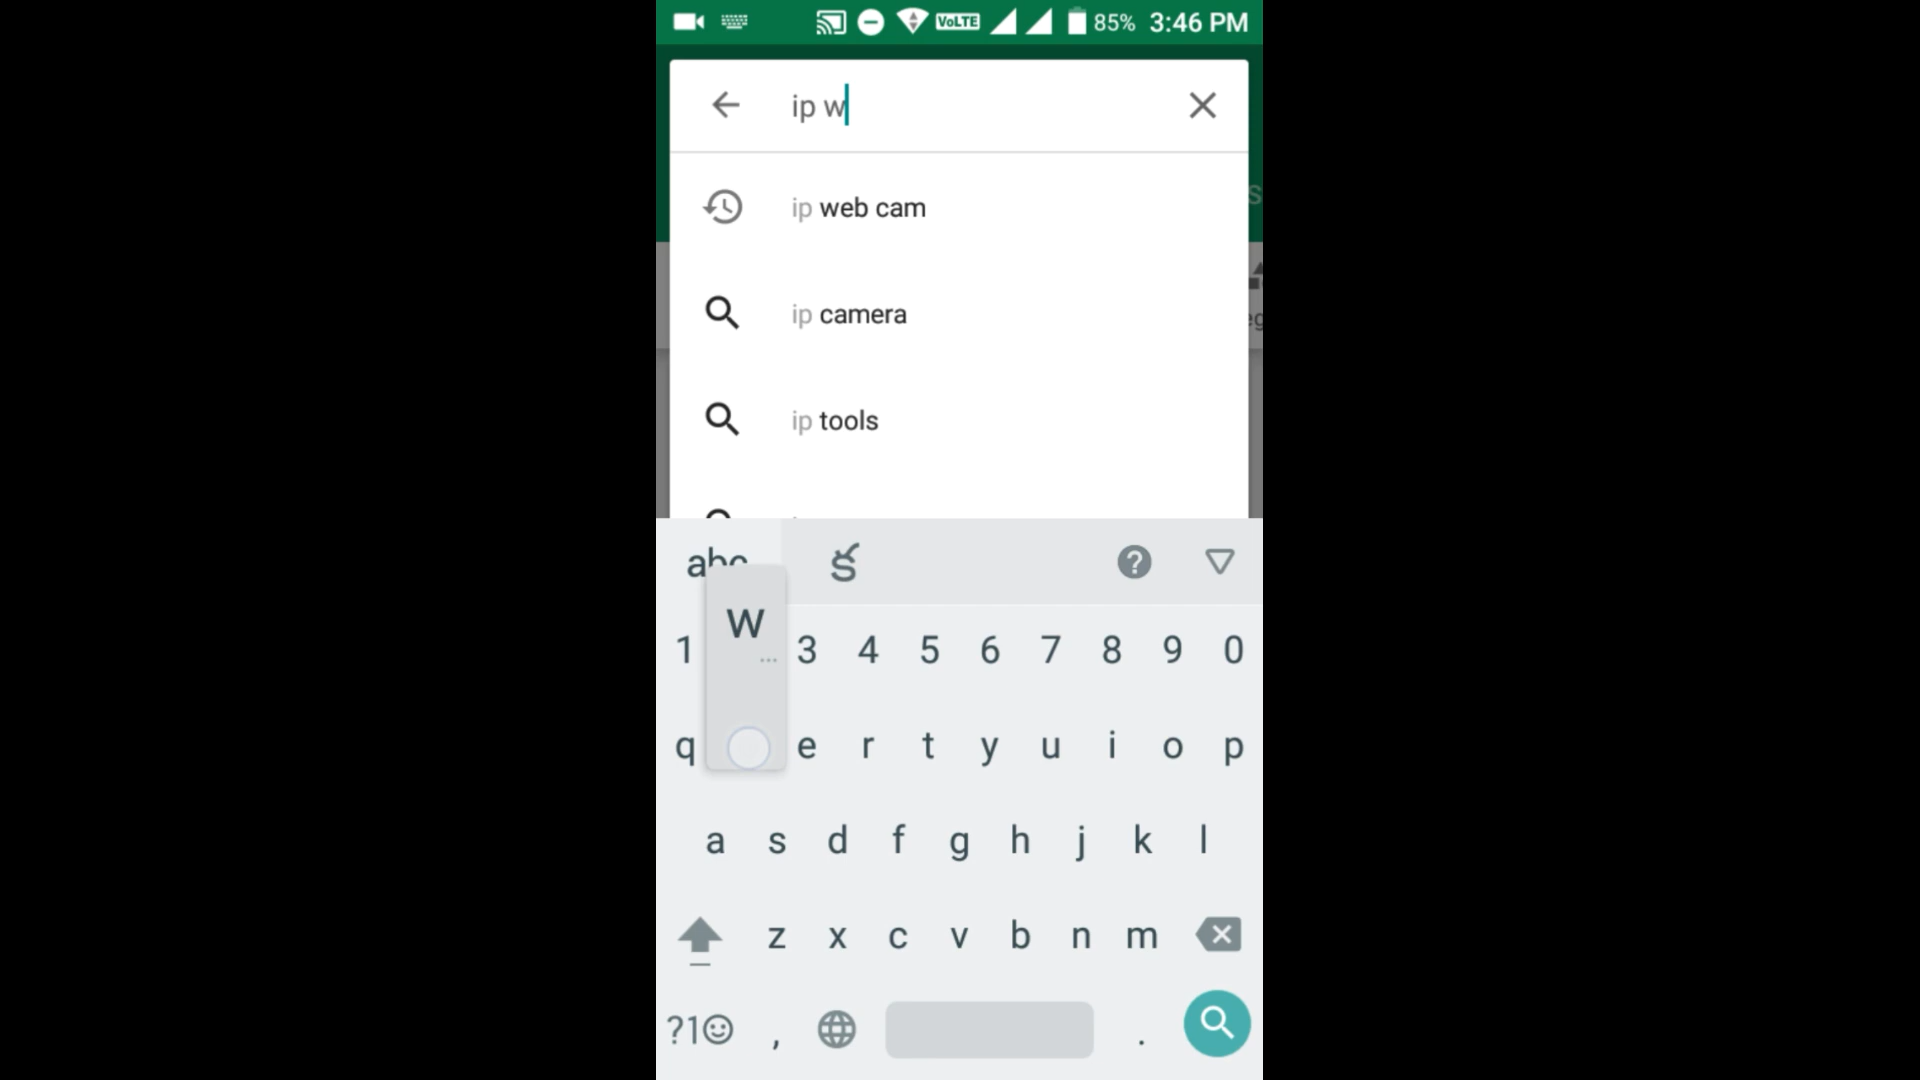 VoLTE 85% 3:46 PM
ip w
ip web cam
ip camera
ip tools
abc
W
...
1 3 4 5 6 7 8 9 0
q e r t y u i o p
a s d f g h j k l
z x c v b n m
?1☺ , .